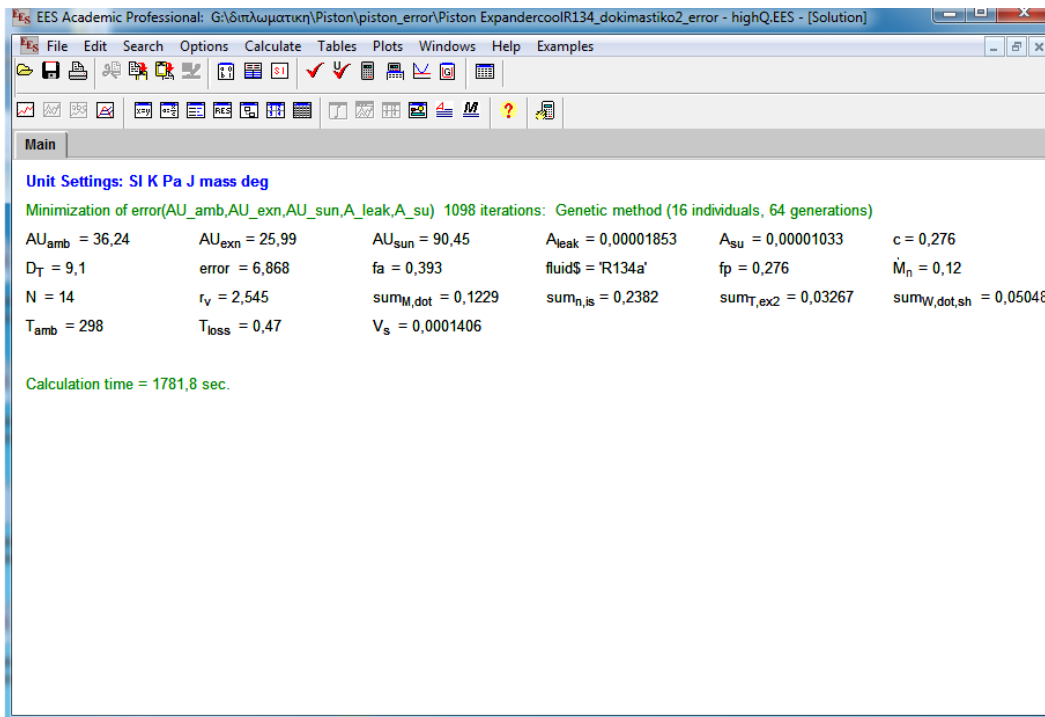 EES Academic Professional: G:\διπλωματικη\Piston\piston_error\Piston ExpandercoolR134_dokimastiko2_error - highQ.EES - [Solution]
File Edit Search Options Calculate Tables Plots Windows Help Examples
Main
Unit Settings: SI K Pa J mass deg
Minimization of error(AU_amb,AU_exn,AU_sun,A_leak,A_su) 1098 iterations: Genetic method (16 individuals, 64 generations)
AUamb = 36,24 AUexn = 25,99 AUsun = 90,45 Aleak = 0,00001853 Asu = 0,00001033 c = 0,276
DT = 9,1 error = 6,868 fa = 0,393 fluid$ = 'R134a' fp = 0,276 Ṁn = 0,12
N = 14 rv = 2,545 sumM,dot = 0,1229 sumn,is = 0,2382 sumT,ex2 = 0,03267 sumW,dot,sh = 0,05048
Tamb = 298 Tloss = 0,47 Vs = 0,0001406
Calculation time = 1781,8 sec.